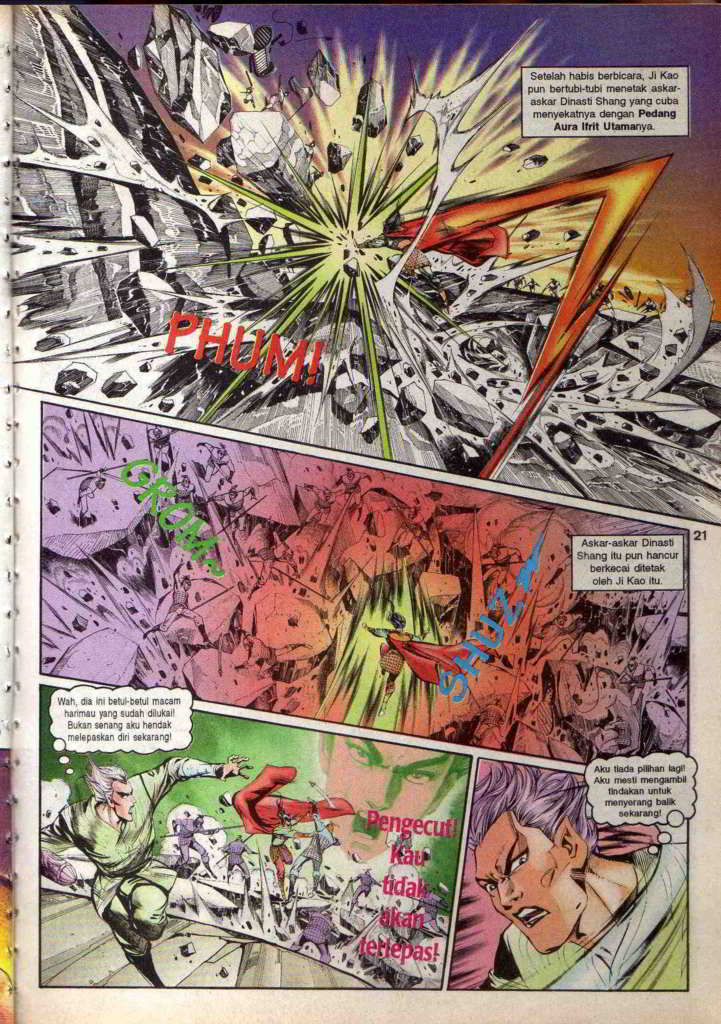 Setelah habis berbicara, Ji Kao
pun bertubi-tubi menetak askar-
askar Dinasti Shang yang cuba
menyekatnya dengan Pedang
Aura Ifrit Utamanya.
PHUM!
21
Askar-askar Dinasti
Shang itu pun hancur
berkecai ditetak
oleh Ji Kao itu.
GROM~
SHUZ~
Wah, dia ini betul-betul macam
harimau yang sudah dilukai!
Bukan senang aku hendak
melepaskan diri sekarang!
Pengecut!
Kau
tidak
akan
terlepas!
Aku tiada pilihan lagi!
Aku mesti mengambil
tindakan untuk
menyerang balik
sekarang!